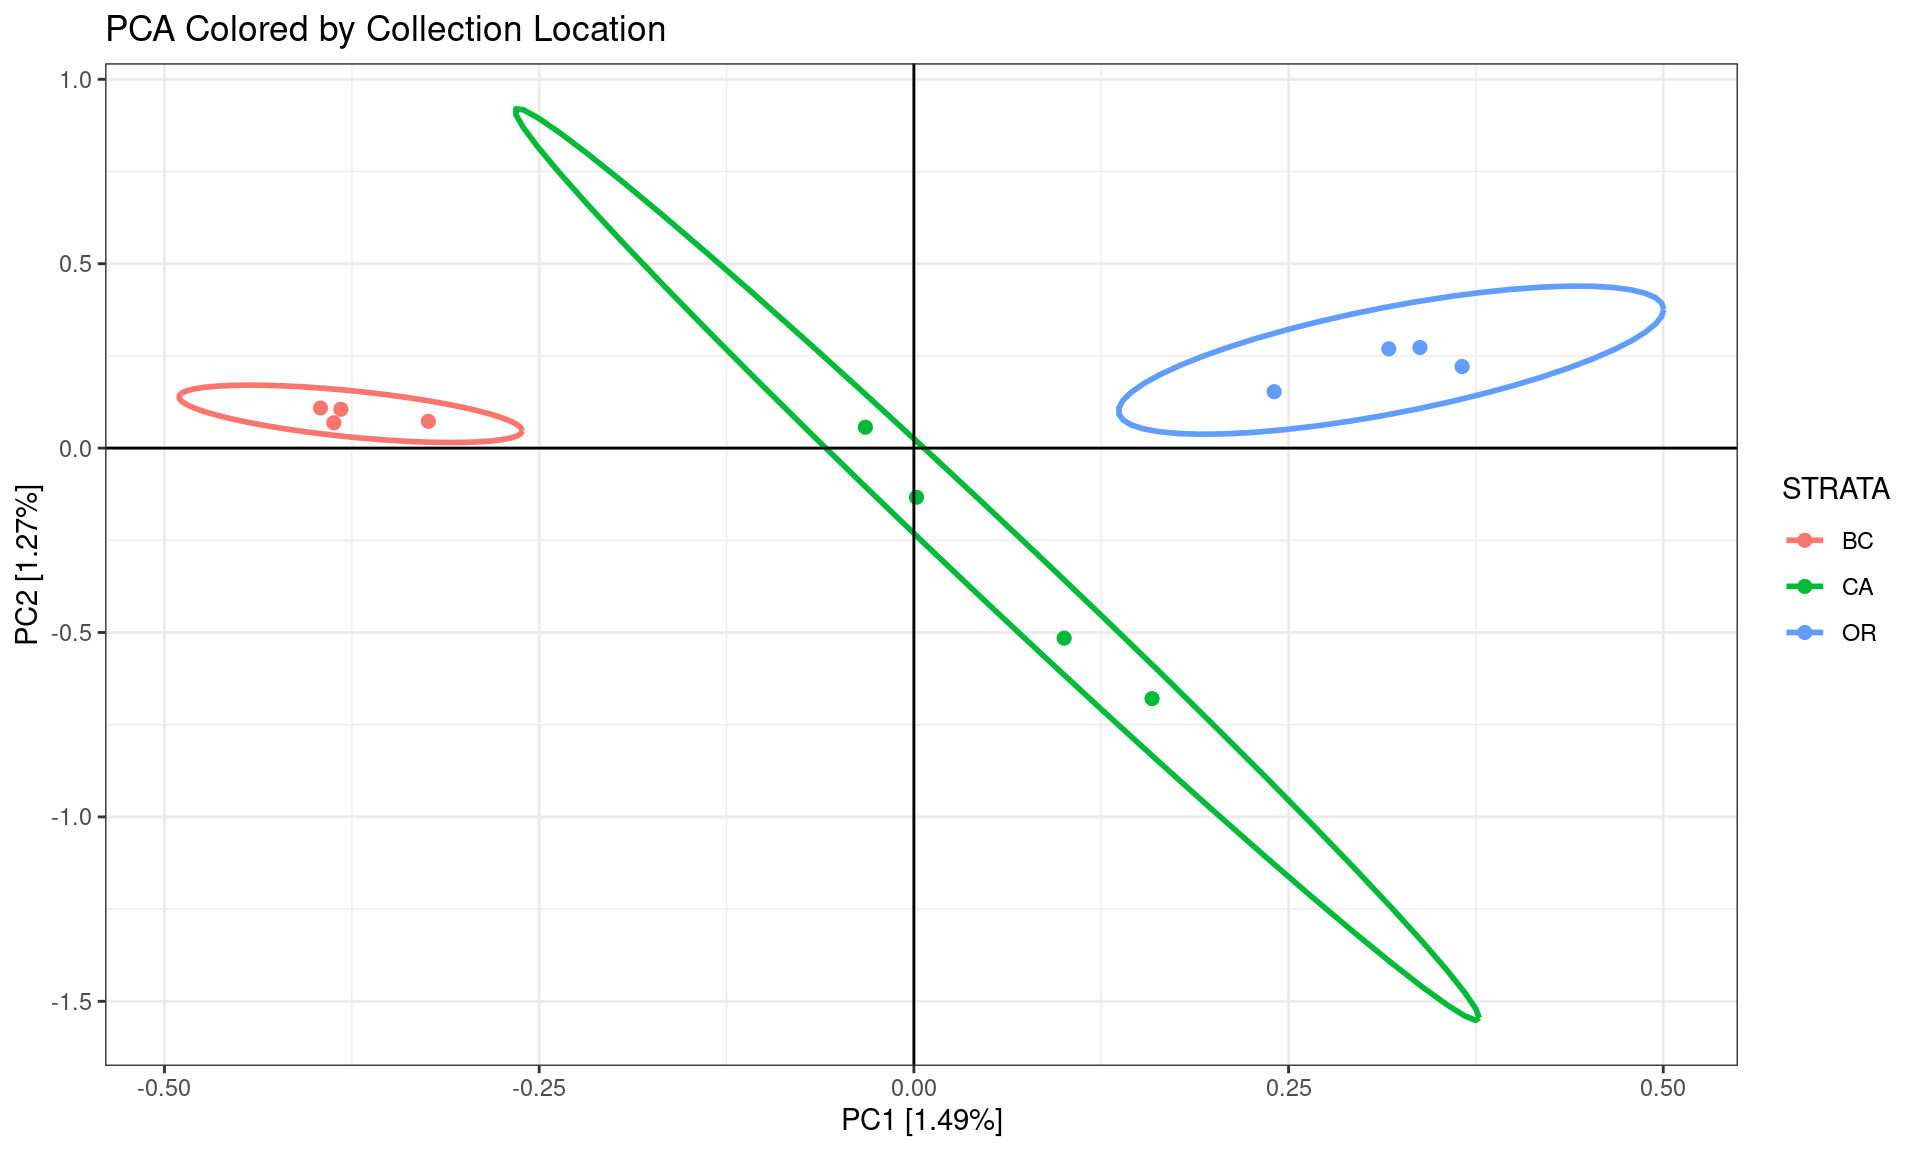 PCA Colored by Collection Location
1.0
0.5
0.0
-0.5
-1.0
-1.5
PC2 [1.27%]
-0.50 -0.25 0.00 0.25 0.50
PC1 [1.49%]
STRATA
BC
CA
OR